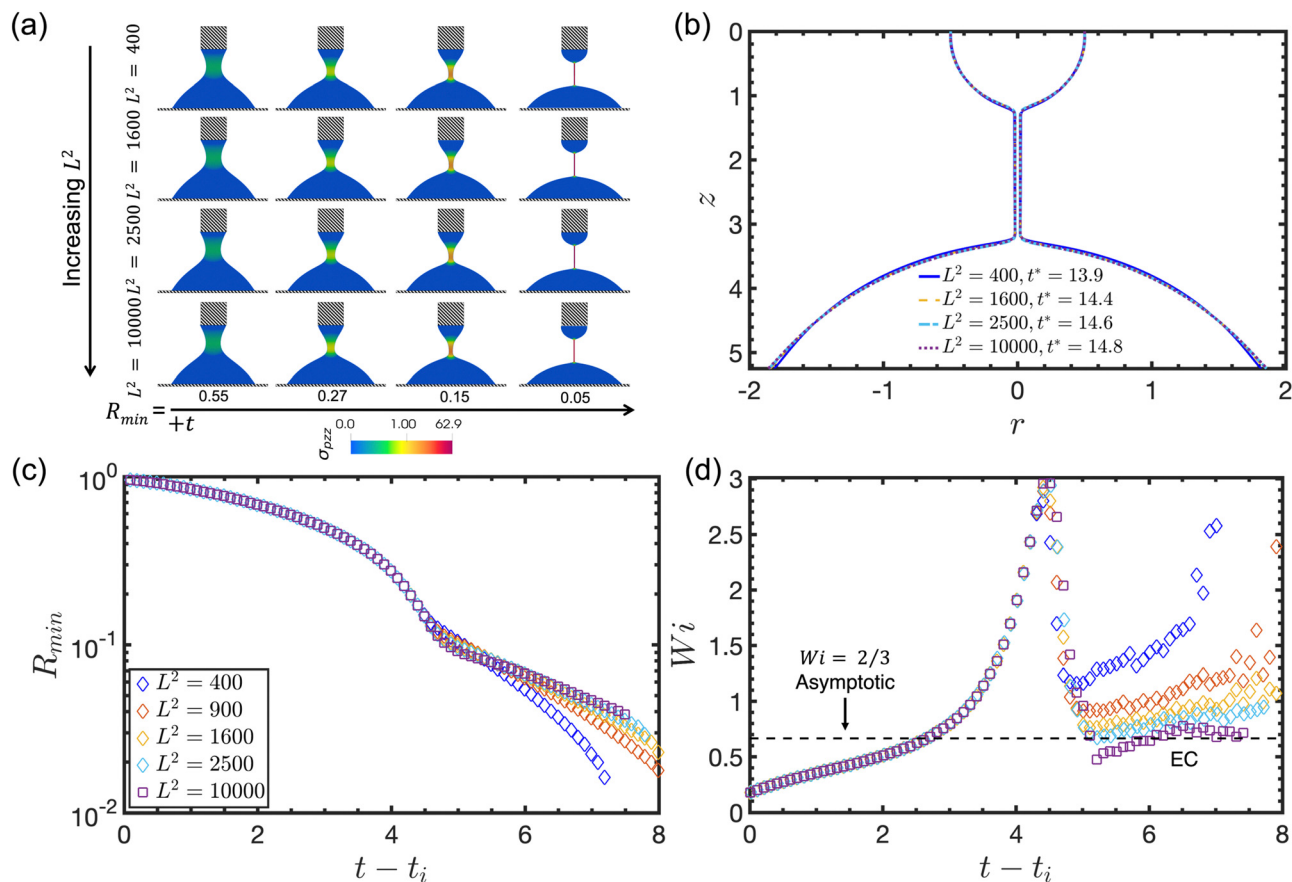 (a)
Increasing L²
L² = 400
L² = 1600
L² = 2500
L² = 10000
0.55 0.27 0.15 0.05
R_min =
+t
σ_pzz
0.0 1.00 62.9
(b)
0
1
2
3
4
5
z
L² = 400, t* = 13.9
L² = 1600, t* = 14.4
L² = 2500, t* = 14.6
L² = 10000, t* = 14.8
-2 -1 0 1 2
r
(c)
10⁰
10⁻¹
10⁻²
R_min
L² = 400
L² = 900
L² = 1600
L² = 2500
L² = 10000
0 2 4 6 8
t − t_i
(d)
3
2.5
2
1.5
1
0.5
0
Wi
Wi = 2/3
Asymptotic
EC
0 2 4 6 8
t − t_i